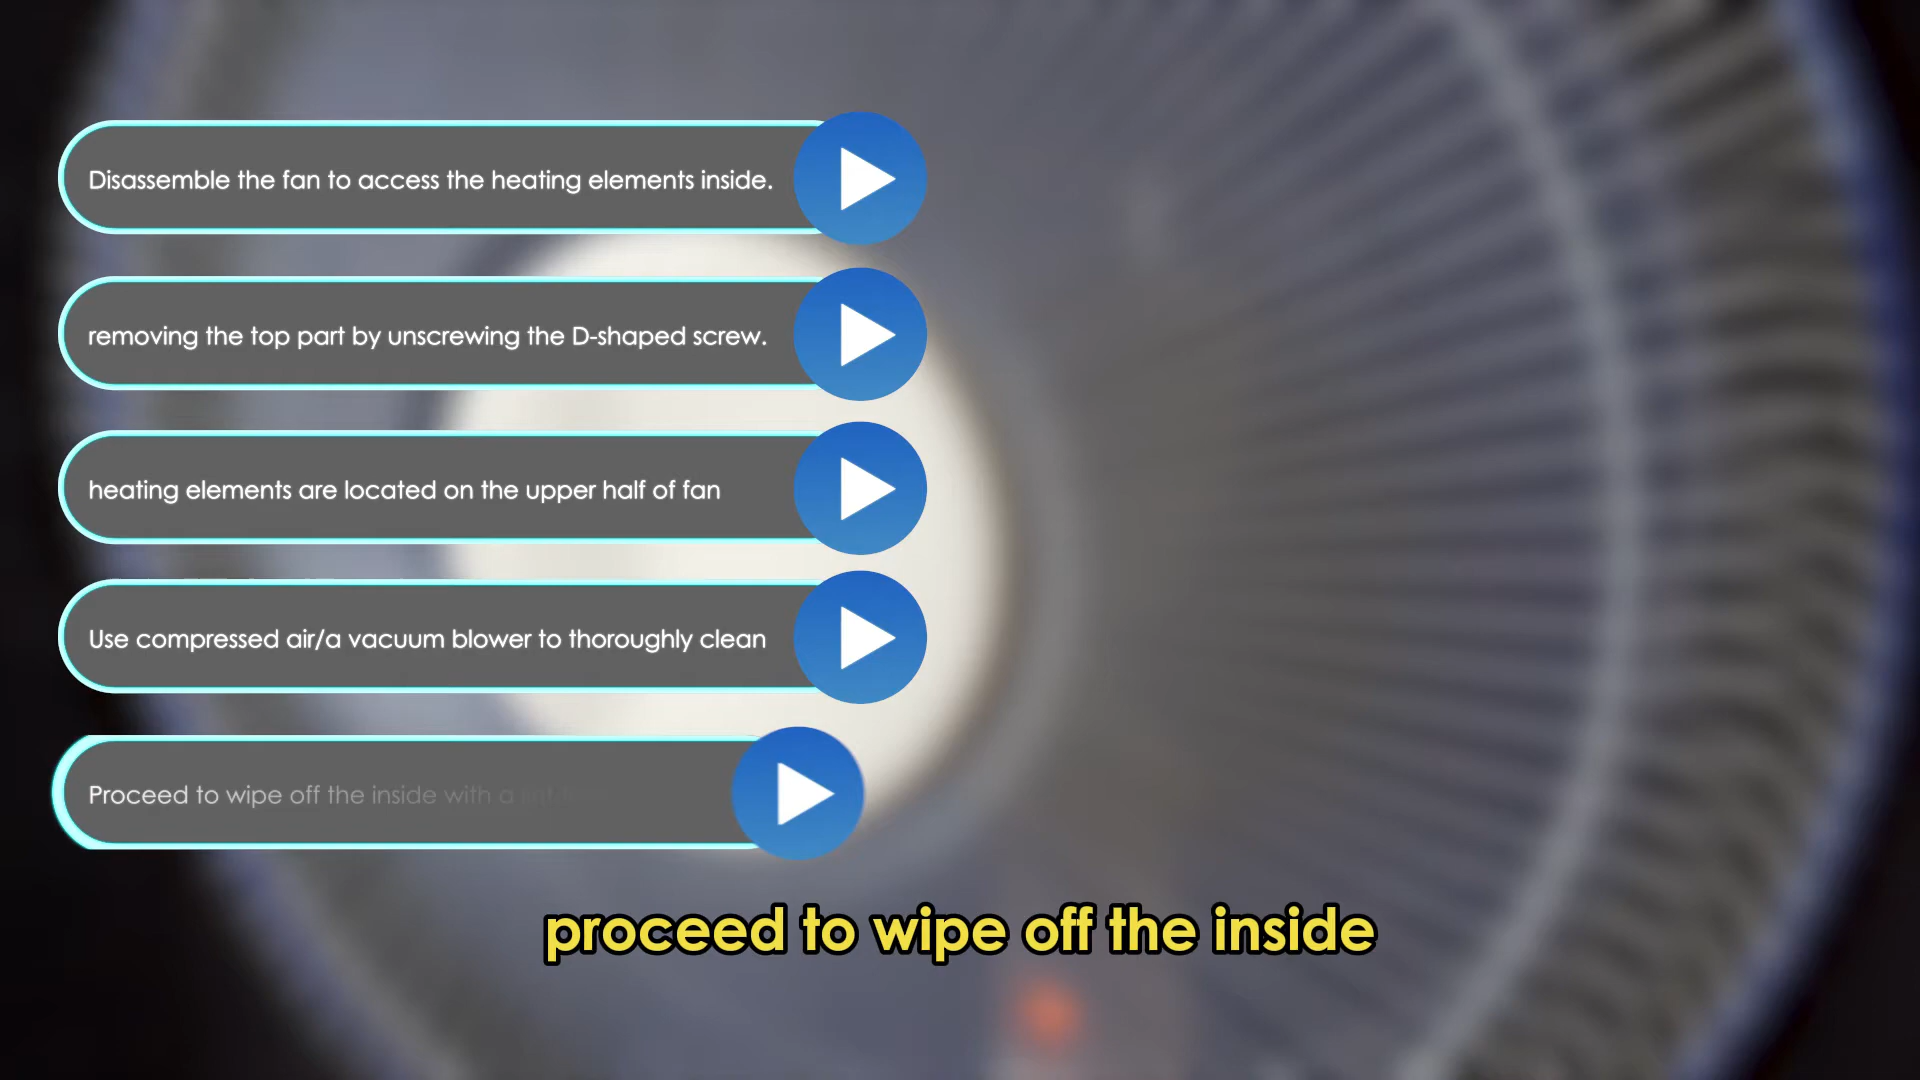 Disassemble the fan to access the heating elements inside.
removing the top part by unscrewing the D-shaped screw.
heating elements are located on the upper half of fan
Use compressed air/a vacuum blower to thoroughly clean
Proceed to wipe off the inside with a
proceed to wipe off the inside